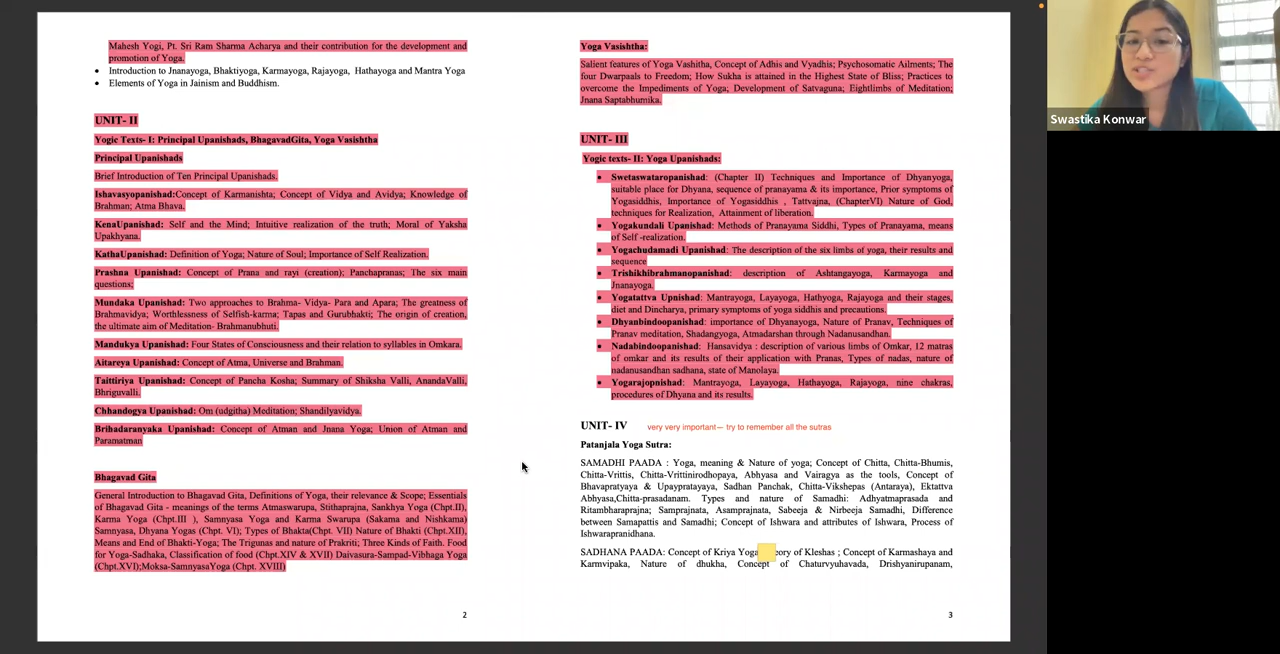 Mahesh Yogi, Pt. Sri Ram Sharma Acharya and their contribution for the development and
promotion of Yoga.
• Introduction to Jnanayoga, Bhaktiyoga, Karmayoga, Rajayoga, Hathayoga and Mantra Yoga
• Elements of Yoga in Jainism and Buddhism.
UNIT- II
Yogic Texts- I: Principal Upanishads, BhagavadGita, Yoga Vasishtha
Principal Upanishads
Brief Introduction of Ten Principal Upanishads.
Ishavasyopanishad:Concept of Karmanishta; Concept of Vidya and Avidya; Knowledge of
Brahman; Atma Bhava.
KenaUpanishad: Self and the Mind; Intuitive realization of the truth; Moral of Yaksha
Upakhyana.
KathaUpanishad: Definition of Yoga; Nature of Soul; Importance of Self Realization.
Prashna Upanishad: Concept of Prana and rayi (creation); Panchapranas; The six main
questions;
Mundaka Upanishad: Two approaches to Brahma- Vidya- Para and Apara; The greatness of
Brahmavidya; Worthlessness of Selfish-karma; Tapas and Gurubhakti; The origin of creation,
the ultimate aim of Meditation- Brahmanubhuti.
Mandukya Upanishad: Four States of Consciousness and their relation to syllables in Omkara.
Aitareya Upanishad: Concept of Atma, Universe and Brahman.
Taittiriya Upanishad: Concept of Pancha Kosha; Summary of Shiksha Valli, AnandaValli,
Bhriguvalli.
Chhandogya Upanishad: Om (udgitha) Meditation; Shandilyavidya.
Brihadaranyaka Upanishad: Concept of Atman and Jnana Yoga; Union of Atman and
Paramatman
Bhagavad Gita
General Introduction to Bhagavad Gita, Definitions of Yoga, their relevance & Scope; Essentials
of Bhagavad Gita - meanings of the terms Atmaswarupa, Stithaprajna, Sankhya Yoga (Chpt.II),
Karma Yoga (Chpt.III ), Samnyasa Yoga and Karma Swarupa (Sakama and Nishkama)
Samnyasa, Dhyana Yogas (Chpt. VI); Types of Bhakta(Chpt. VII) Nature of Bhakti (Chpt.XII),
Means and End of Bhakti-Yoga; The Trigunas and nature of Prakriti; Three Kinds of Faith. Food
for Yoga-Sadhaka, Classification of food (Chpt.XIV & XVII) Daivasura-Sampad-Vibhaga Yoga
(Chpt.XVI);Moksa-SamnyasaYoga (Chpt. XVIII)
2
Yoga Vasishtha:
Salient features of Yoga Vashitha, Concept of Adhis and Vyadhis; Psychosomatic Ailments; The
four Dwarpaals to Freedom; How Sukha is attained in the Highest State of Bliss; Practices to
overcome the Impediments of Yoga; Development of Satvaguna; Eightlimbs of Meditation;
Jnana Saptabhumika.
UNIT- III
Yogic texts- II: Yoga Upanishads:
• Swetaswataropanishad: (Chapter II) Techniques and Importance of Dhyanyoga,
suitable place for Dhyana, sequence of pranayama & its importance, Prior symptoms of
Yogasiddhis, Importance of Yogasiddhis , Tattvajna, (ChapterVI) Nature of God,
techniques for Realization, Attainment of liberation.
• Yogakundali Upanishad: Methods of Pranayama Siddhi, Types of Pranayama, means
of Self -realization.
• Yogachudamadi Upanishad: The description of the six limbs of yoga, their results and
sequence
• Trishikhibrahmanopanishad: description of Ashtangayoga, Karmayoga and
Jnanayoga.
• Yogatattva Upnishad: Mantrayoga, Layayoga, Hathyoga, Rajayoga and their stages,
diet and Dincharya, primary symptoms of yoga siddhis and precautions.
• Dhyanbindoopanishad: importance of Dhyanayoga, Nature of Pranav, Techniques of
Pranav meditation, Shadangyoga, Atmadarshan through Nadanusandhan.
• Nadabindoopanishad: Hansavidya : description of various limbs of Omkar, 12 matras
of omkar and its results of their application with Pranas, Types of nadas, nature of
nadanusandhan sadhana, state of Manolaya.
• Yogarajopnishad: Mantrayoga, Layayoga, Hathayoga, Rajayoga, nine chakras,
procedures of Dhyana and its results.
UNIT- IV very very important— try to remember all the sutras
Patanjala Yoga Sutra:
SAMADHI PAADA : Yoga, meaning & Nature of yoga; Concept of Chitta, Chitta-Bhumis,
Chitta-Vrittis, Chitta-Vrittinirodhopaya, Abhyasa and Vairagya as the tools, Concept of
Bhavapratyaya & Upaypratayaya, Sadhan Panchak, Chitta-Vikshepas (Antaraya), Ektattva
Abhyasa,Chitta-prasadanam. Types and nature of Samadhi: Adhyatmaprasada and
Ritambharaprajna; Samprajnata, Asamprajnata, Sabeeja & Nirbeeja Samadhi, Difference
between Samapattis and Samadhi; Concept of Ishwara and attributes of Ishwara, Process of
Ishwarapranidhana.
SADHANA PAADA: Concept of Kriya Yoga eory of Kleshas ; Concept of Karmashaya and
Karmvipaka, Nature of dhukha, Concept of Chaturvyuhavada, Drishyanirupanam,
3
Swastika Konwar